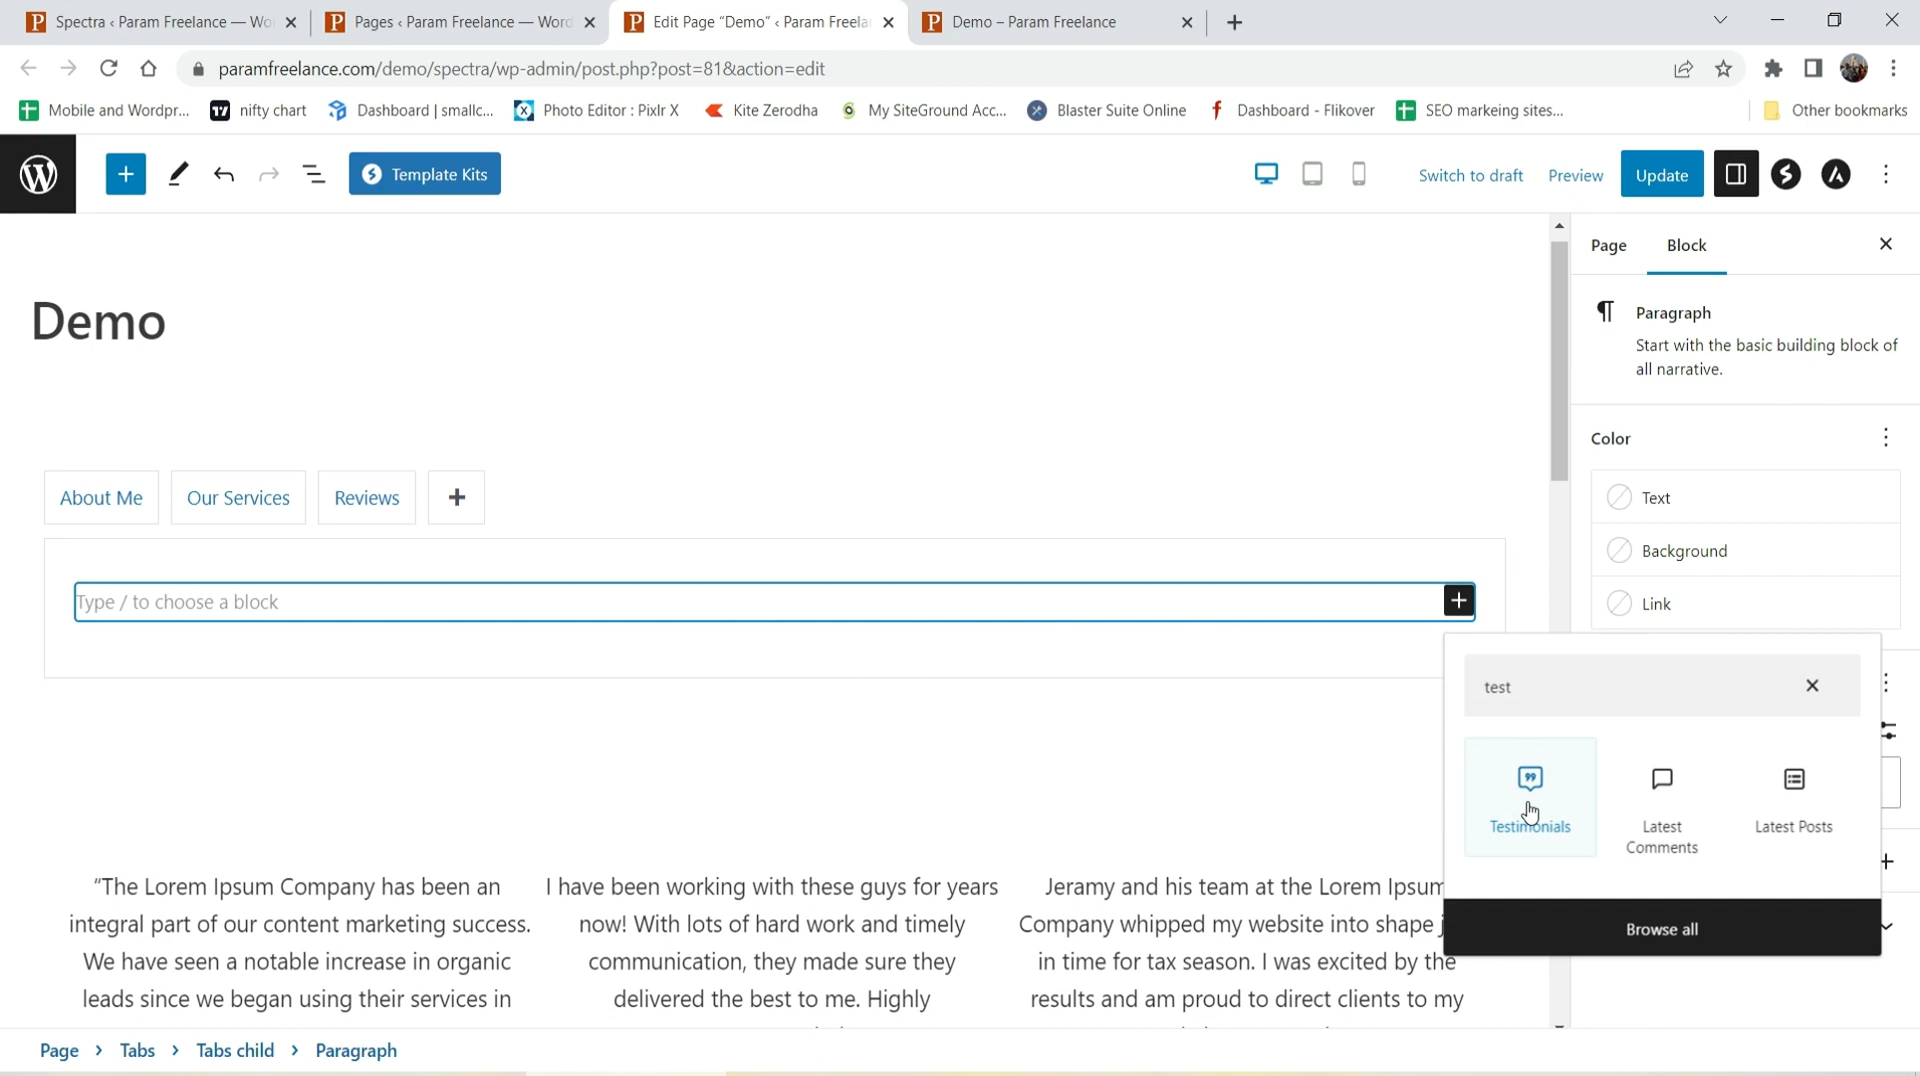 Spectra ‹ Param Freelance — Wo
Pages ‹ Param Freelance — Word
Edit Page “Demo” ‹ Param Freela
Demo – Param Freelance
paramfreelance.com/demo/spectra/wp-admin/post.php?post=81&action=edit
Mobile and Wordpr...
nifty chart
Dashboard | smallc...
Photo Editor : Pixlr X
Kite Zerodha
My SiteGround Acc...
Blaster Suite Online
Dashboard - Flikover
SEO markeing sites...
Other bookmarks
Template Kits
Switch to draft
Preview
Update
Page
Block
Paragraph
Start with the basic building block of
all narrative.
Demo
Color
Text
Background
Link
About Me
Our Services
Reviews
Type / to choose a block
test
Testimonials
Latest
Comments
Latest Posts
Browse all
“The Lorem Ipsum Company has been an
integral part of our content marketing success.
We have seen a notable increase in organic
leads since we began using their services in
I have been working with these guys for years
now! With lots of hard work and timely
communication, they made sure they
delivered the best to me. Highly
Jeramy and his team at the Lorem Ipsum
Company whipped my website into shape j
in time for tax season. I was excited by the
results and am proud to direct clients to my
Page › Tabs › Tabs child › Paragraph